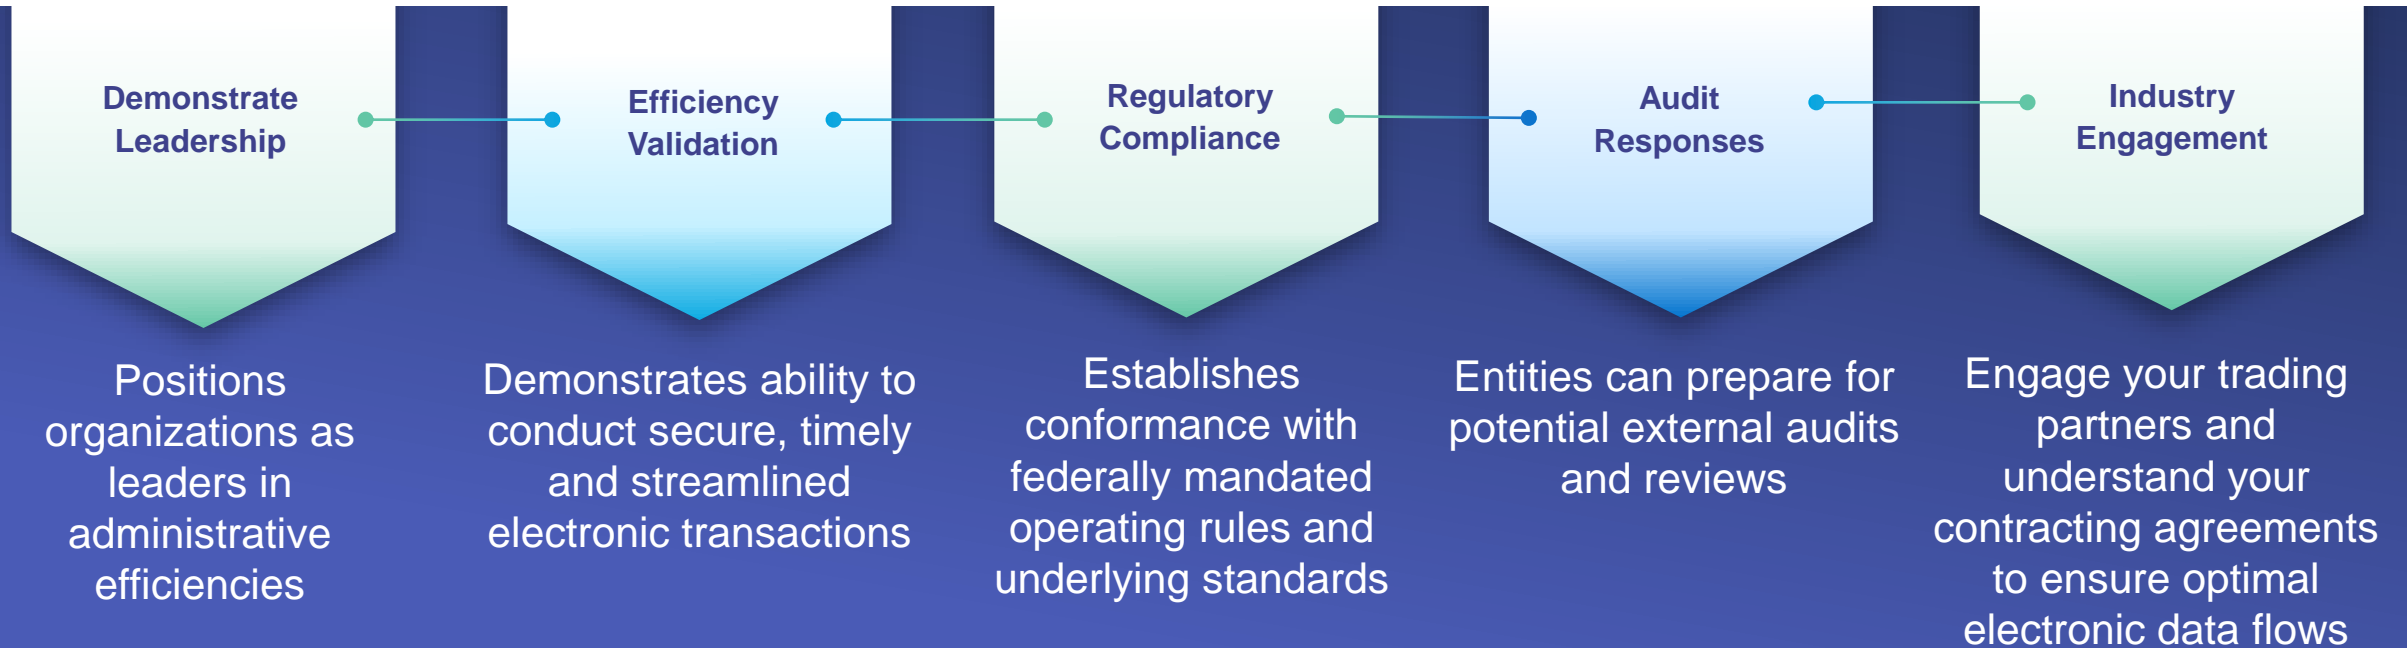 Demonstrate
Leadership
Efficiency
Validation
Regulatory
Compliance
Audit
Responses
Industry
Engagement
Positions
organizations as
leaders in
administrative
efficiencies
Demonstrates ability to
conduct secure, timely
and streamlined
electronic transactions
Establishes
conformance with
federally mandated
operating rules and
underlying standards
Entities can prepare for
potential external audits
and reviews
Engage your trading
partners and
understand your
contracting agreements
to ensure optimal
electronic data flows